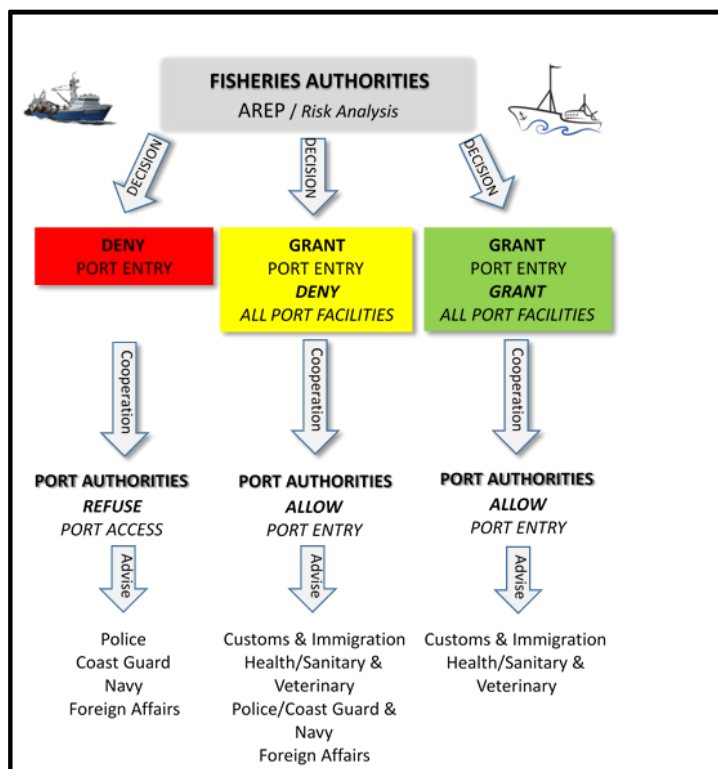 FISHERIES AUTHORITIES
AREP / Risk Analysis
DECISION
DECISION
DECISION
DENY
PORT ENTRY
GRANT
PORT ENTRY
DENY
ALL PORT FACILITIES
GRANT
PORT ENTRY
GRANT
ALL PORT FACILITIES
Cooperation
Cooperation
Cooperation
PORT AUTHORITIES
REFUSE
PORT ACCESS
PORT AUTHORITIES
ALLOW
PORT ENTRY
PORT AUTHORITIES
ALLOW
PORT ENTRY
Advise
Advise
Advise
Police
Coast Guard
Navy
Foreign Affairs
Customs & Immigration
Health/Sanitary &
Veterinary
Police/Coast Guard &
Navy
Foreign Affairs
Customs & Immigration
Health/Sanitary &
Veterinary